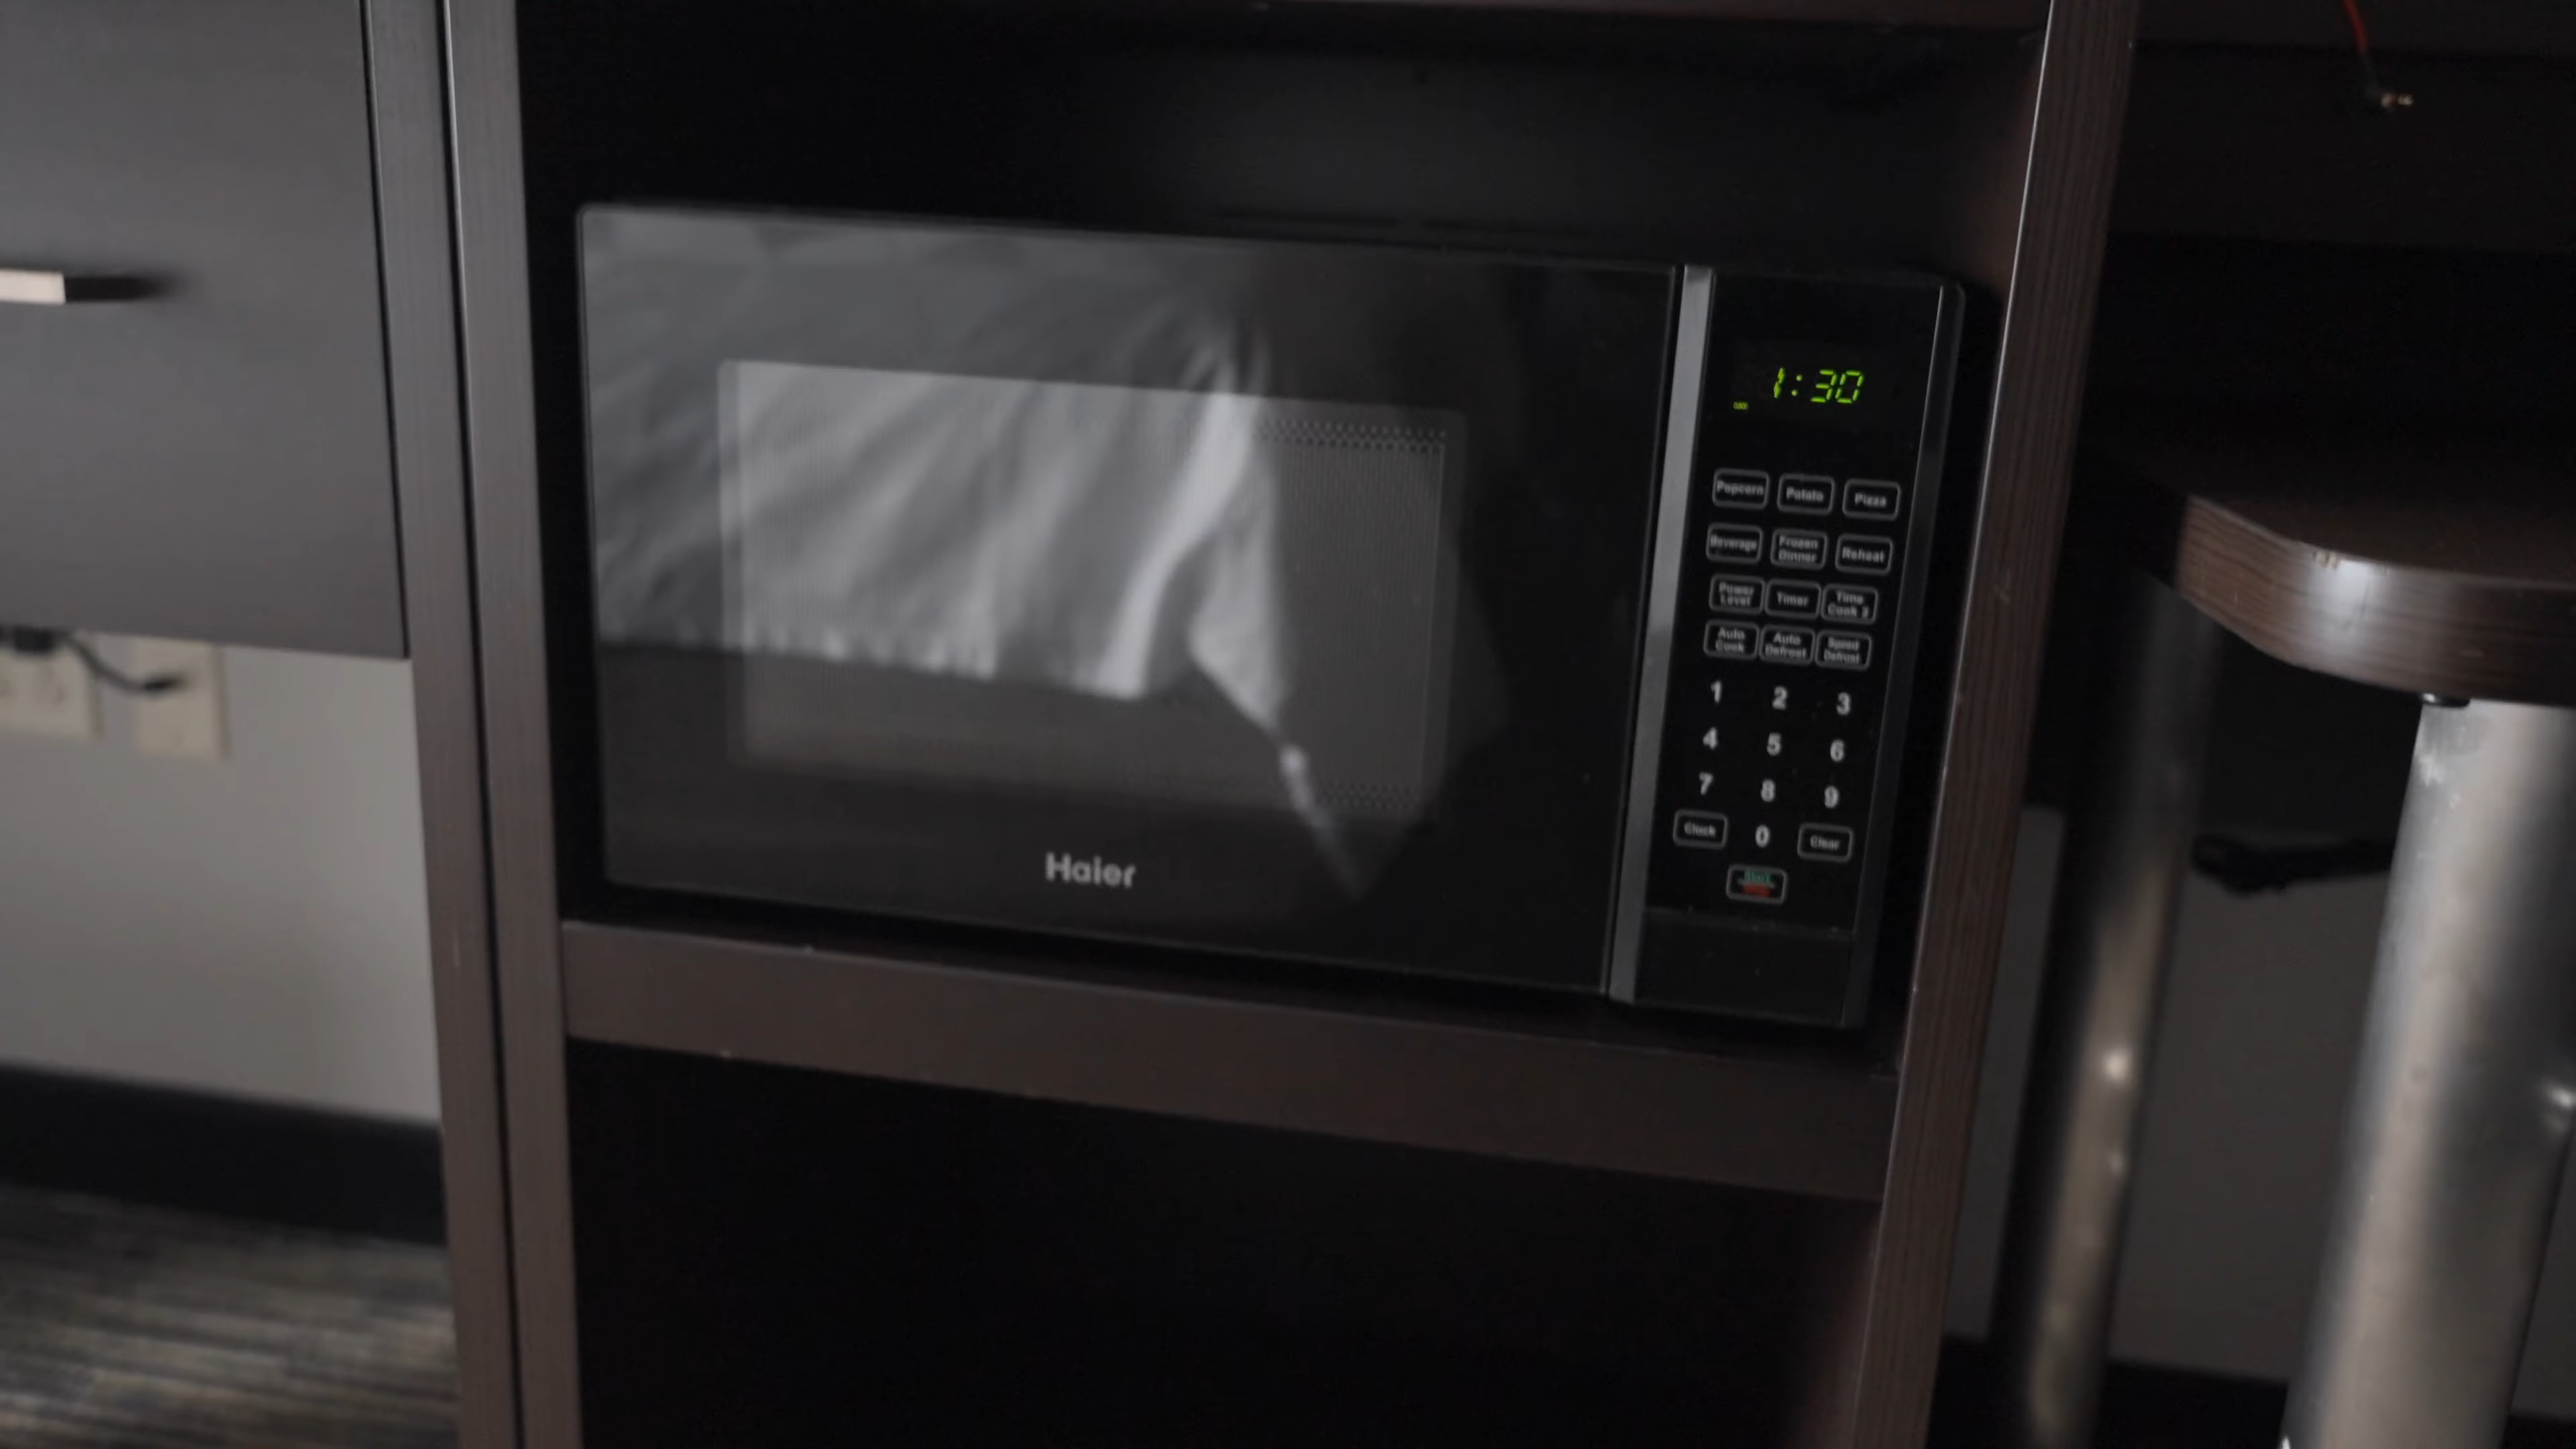 1:30
Popcorn Potato Pizza
Beverage Frozen Dinner Reheat
Power Level Timer Time Cook 2
Auto Cook Auto Defrost Speed Defrost
1 2 3
4 5 6
7 8 9
Clock 0 Clear
Start
Haier